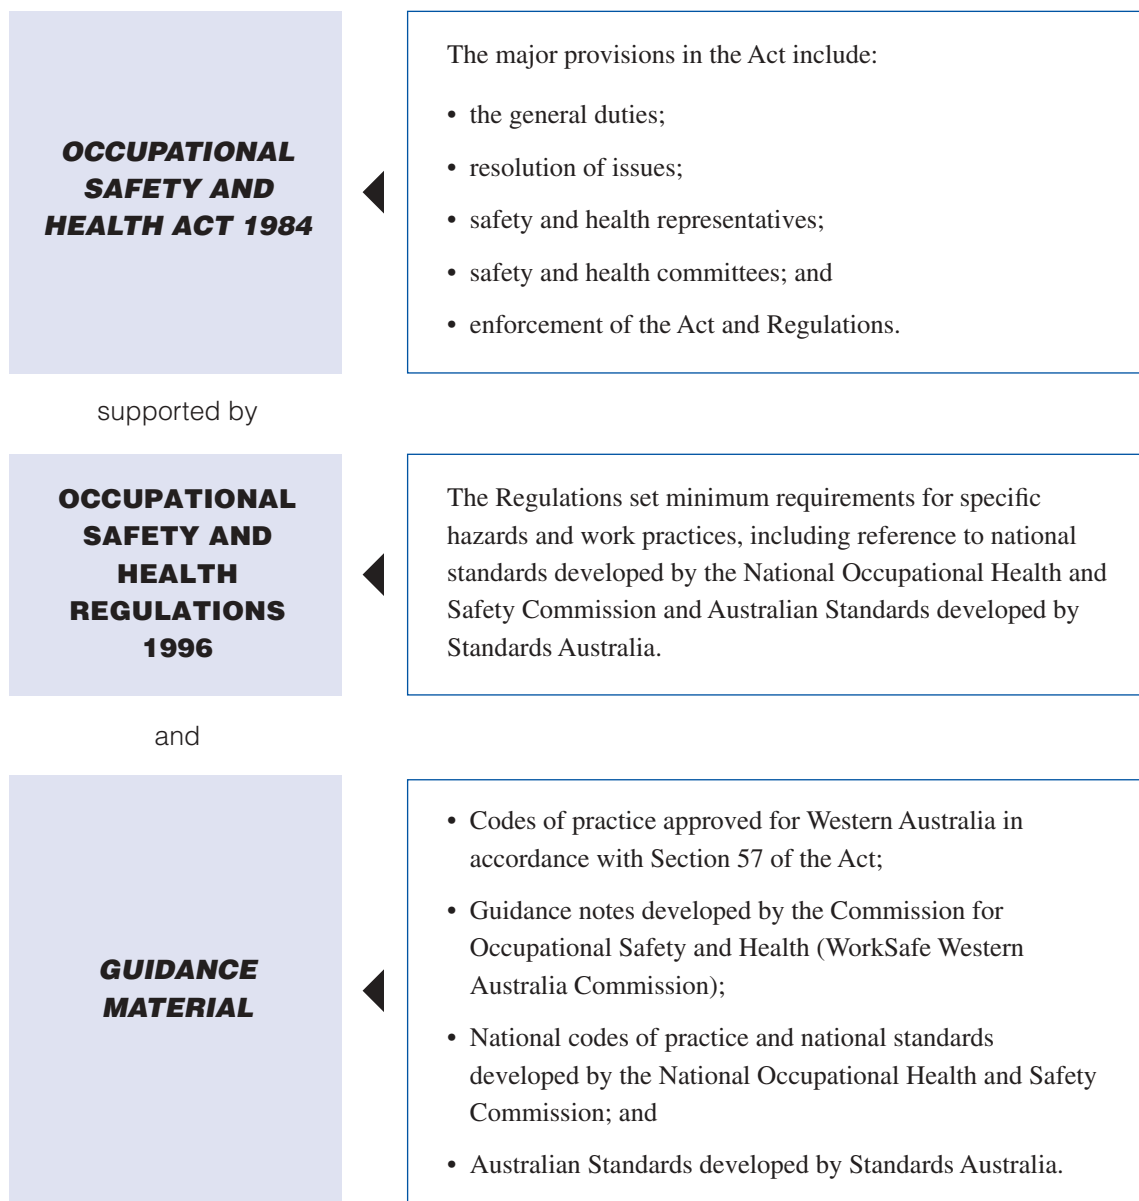 OCCUPATIONAL
SAFETY AND
HEALTH ACT 1984
The major provisions in the Act include:
• the general duties;
• resolution of issues;
• safety and health representatives;
• safety and health committees; and
• enforcement of the Act and Regulations.
supported by
OCCUPATIONAL
SAFETY AND
HEALTH
REGULATIONS
1996
The Regulations set minimum requirements for specific
hazards and work practices, including reference to national
standards developed by the National Occupational Health and
Safety Commission and Australian Standards developed by
Standards Australia.
and
GUIDANCE
MATERIAL
• Codes of practice approved for Western Australia in
accordance with Section 57 of the Act;
• Guidance notes developed by the Commission for
Occupational Safety and Health (WorkSafe Western
Australia Commission);
• National codes of practice and national standards
developed by the National Occupational Health and Safety
Commission; and
• Australian Standards developed by Standards Australia.